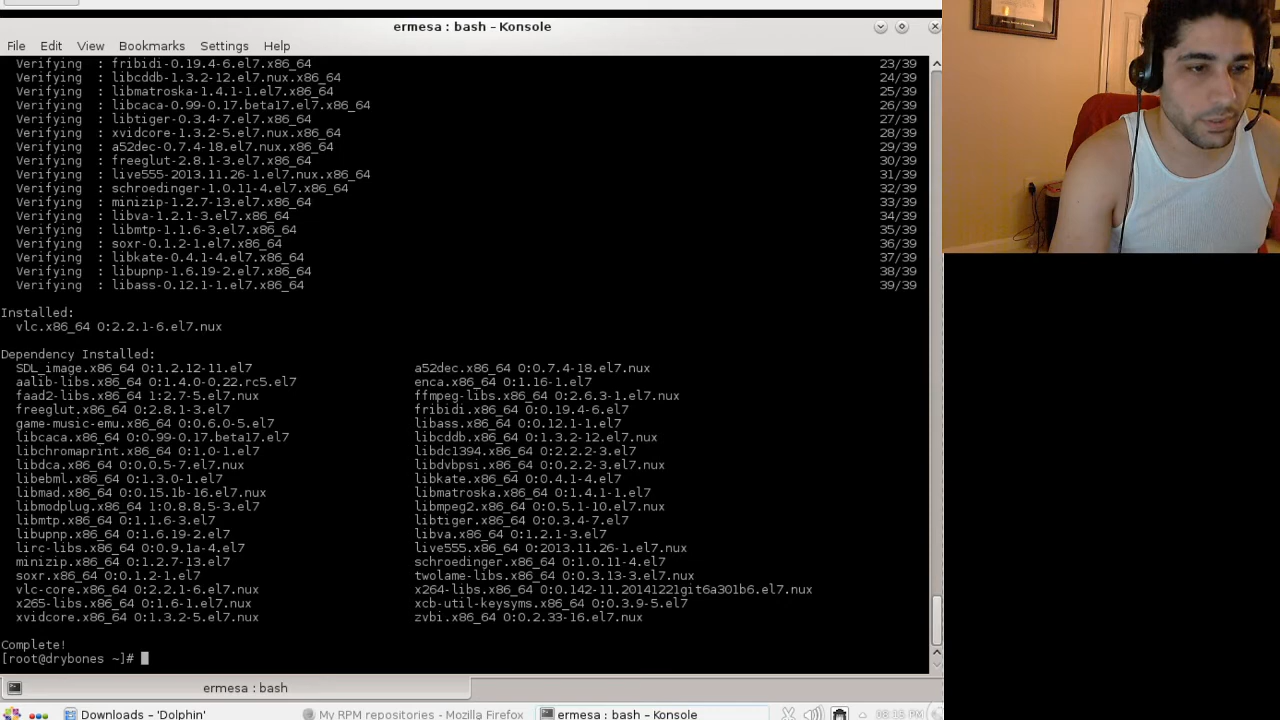 ermesa : bash – Konsole
File Edit View Bookmarks Settings Help
Verifying : fribidi-0.19.4-6.el7.x86_64 23/39
Verifying : libcddb-1.3.2-12.el7.nux.x86_64 24/39
Verifying : libmatroska-1.4.1-1.el7.x86_64 25/39
Verifying : libcaca-0.99-0.17.beta17.el7.x86_64 26/39
Verifying : libtiger-0.3.4-7.el7.x86_64 27/39
Verifying : xvidcore-1.3.2-5.el7.nux.x86_64 28/39
Verifying : a52dec-0.7.4-18.el7.nux.x86_64 29/39
Verifying : freeglut-2.8.1-3.el7.x86_64 30/39
Verifying : live555-2013.11.26-1.el7.nux.x86_64 31/39
Verifying : schroedinger-1.0.11-4.el7.x86_64 32/39
Verifying : minizip-1.2.7-13.el7.x86_64 33/39
Verifying : libva-1.2.1-3.el7.x86_64 34/39
Verifying : libmtp-1.1.6-3.el7.x86_64 35/39
Verifying : soxr-0.1.2-1.el7.x86_64 36/39
Verifying : libkate-0.4.1-4.el7.x86_64 37/39
Verifying : libupnp-1.6.19-2.el7.x86_64 38/39
Verifying : libass-0.12.1-1.el7.x86_64 39/39
Installed:
vlc.x86_64 0:2.2.1-6.el7.nux
Dependency Installed:
SDL_image.x86_64 0:1.2.12-11.el7 a52dec.x86_64 0:0.7.4-18.el7.nux
aalib-libs.x86_64 0:1.4.0-0.22.rc5.el7 enca.x86_64 0:1.16-1.el7
faad2-libs.x86_64 1:2.7-5.el7.nux ffmpeg-libs.x86_64 0:2.6.3-1.el7.nux
freeglut.x86_64 0:2.8.1-3.el7 fribidi.x86_64 0:0.19.4-6.el7
game-music-emu.x86_64 0:0.6.0-5.el7 libass.x86_64 0:0.12.1-1.el7
libcaca.x86_64 0:0.99-0.17.beta17.el7 libcddb.x86_64 0:1.3.2-12.el7.nux
libchromaprint.x86_64 0:1.0-1.el7 libdc1394.x86_64 0:2.2.2-3.el7
libdca.x86_64 0:0.0.5-7.el7.nux libdvbpsi.x86_64 0:0.2.2-3.el7.nux
libebml.x86_64 0:1.3.0-1.el7 libkate.x86_64 0:0.4.1-4.el7
libmad.x86_64 0:0.15.1b-16.el7.nux libmatroska.x86_64 0:1.4.1-1.el7
libmodplug.x86_64 1:0.8.8.5-3.el7 libmpeg2.x86_64 0:0.5.1-10.el7.nux
libmtp.x86_64 0:1.1.6-3.el7 libtiger.x86_64 0:0.3.4-7.el7
libupnp.x86_64 0:1.6.19-2.el7 libva.x86_64 0:1.2.1-3.el7
lirc-libs.x86_64 0:0.9.1a-4.el7 live555.x86_64 0:2013.11.26-1.el7.nux
minizip.x86_64 0:1.2.7-13.el7 schroedinger.x86_64 0:1.0.11-4.el7
soxr.x86_64 0:0.1.2-1.el7 twolame-libs.x86_64 0:0.3.13-3.el7.nux
vlc-core.x86_64 0:2.2.1-6.el7.nux x264-libs.x86_64 0:0.142-11.20141221git6a301b6.el7.nux
x265-libs.x86_64 0:1.6-1.el7.nux xcb-util-keysyms.x86_64 0:0.3.9-5.el7
xvidcore.x86_64 0:1.3.2-5.el7.nux zvbi.x86_64 0:0.2.33-16.el7.nux
Complete!
[root@drybones ~]#
ermesa : bash
Downloads – 'Dolphin' My RPM repositories - Mozilla Firefox ermesa : bash – Konsole